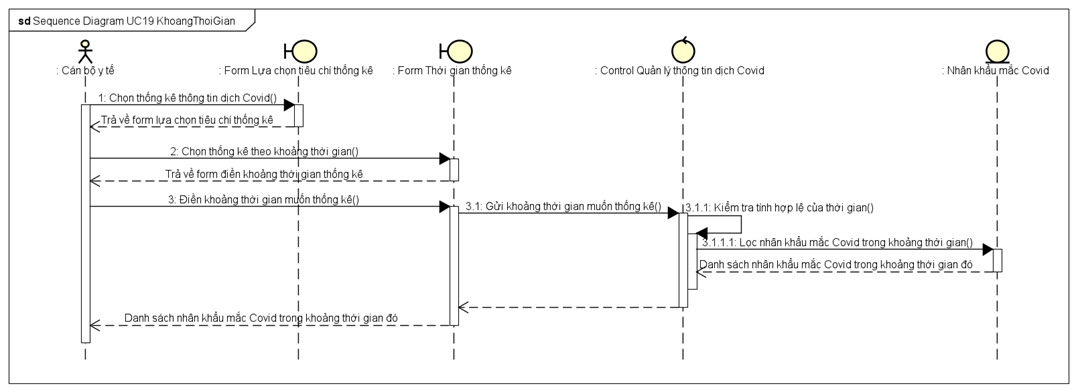 sd Sequence Diagram UC19 KhoangThoiGian
: Cán bộ y tế
: Form Lựa chọn tiêu chí thống kê
: Form Thời gian thống kê
: Control Quản lý thông tin dịch Covid
: Nhân khẩu mắc Covid
1: Chọn thống kê thông tin dịch Covid()
Trả về form lựa chọn tiêu chí thống kê
2: Chọn thống kê theo khoảng thời gian()
Trả về form điền khoảng thời gian thống kê
3: Điền khoảng thời gian muốn thống kê()
3.1: Gửi khoảng thời gian muốn thống kê()
3.1.1: Kiểm tra tính hợp lệ của thời gian()
3.1.1.1: Lọc nhân khẩu mắc Covid trong khoảng thời gian()
Danh sách nhân khẩu mắc Covid trong khoảng thời gian đó
Danh sách nhân khẩu mắc Covid trong khoảng thời gian đó